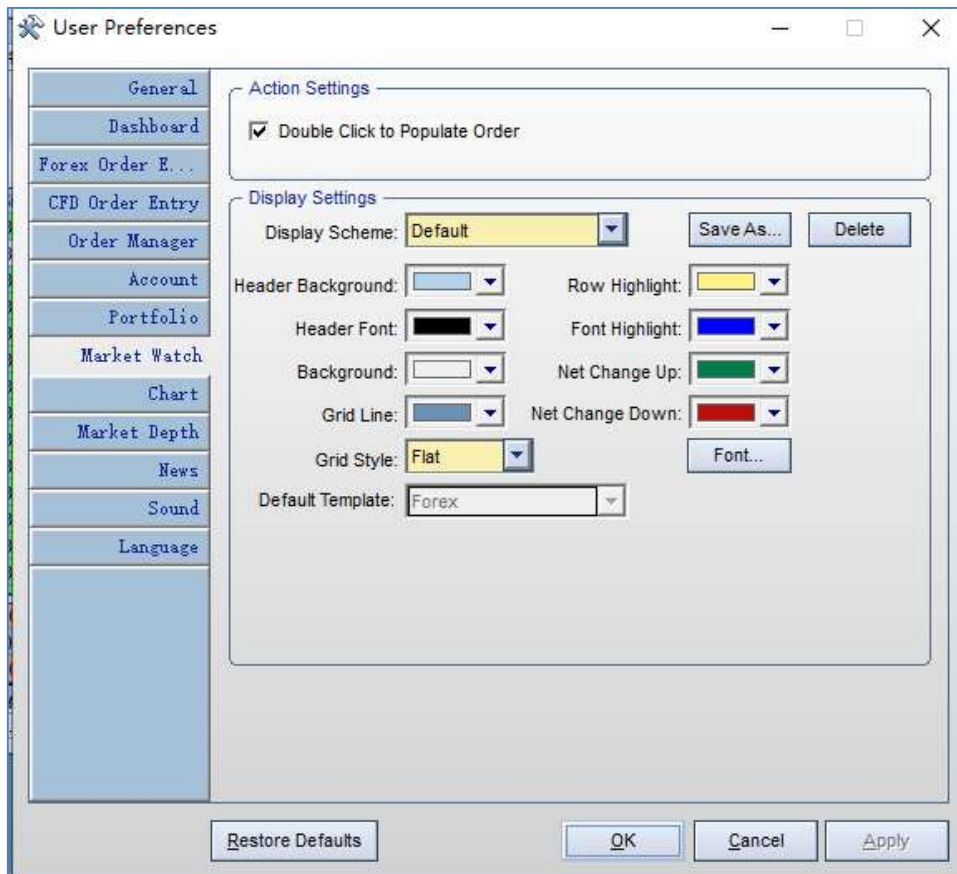 User Preferences
General
Dashboard
Forex Order E...
CFD Order Entry
Order Manager
Account
Portfolio
Market Watch
Chart
Market Depth
News
Sound
Language
Action Settings
Double Click to Populate Order
Display Settings
Display Scheme: Default Save As... Delete
Header Background: Row Highlight:
Header Font: Font Highlight:
Background: Net Change Up:
Grid Line: Net Change Down:
Grid Style: Flat Font...
Default Template: Forex
Restore Defaults OK Cancel Apply